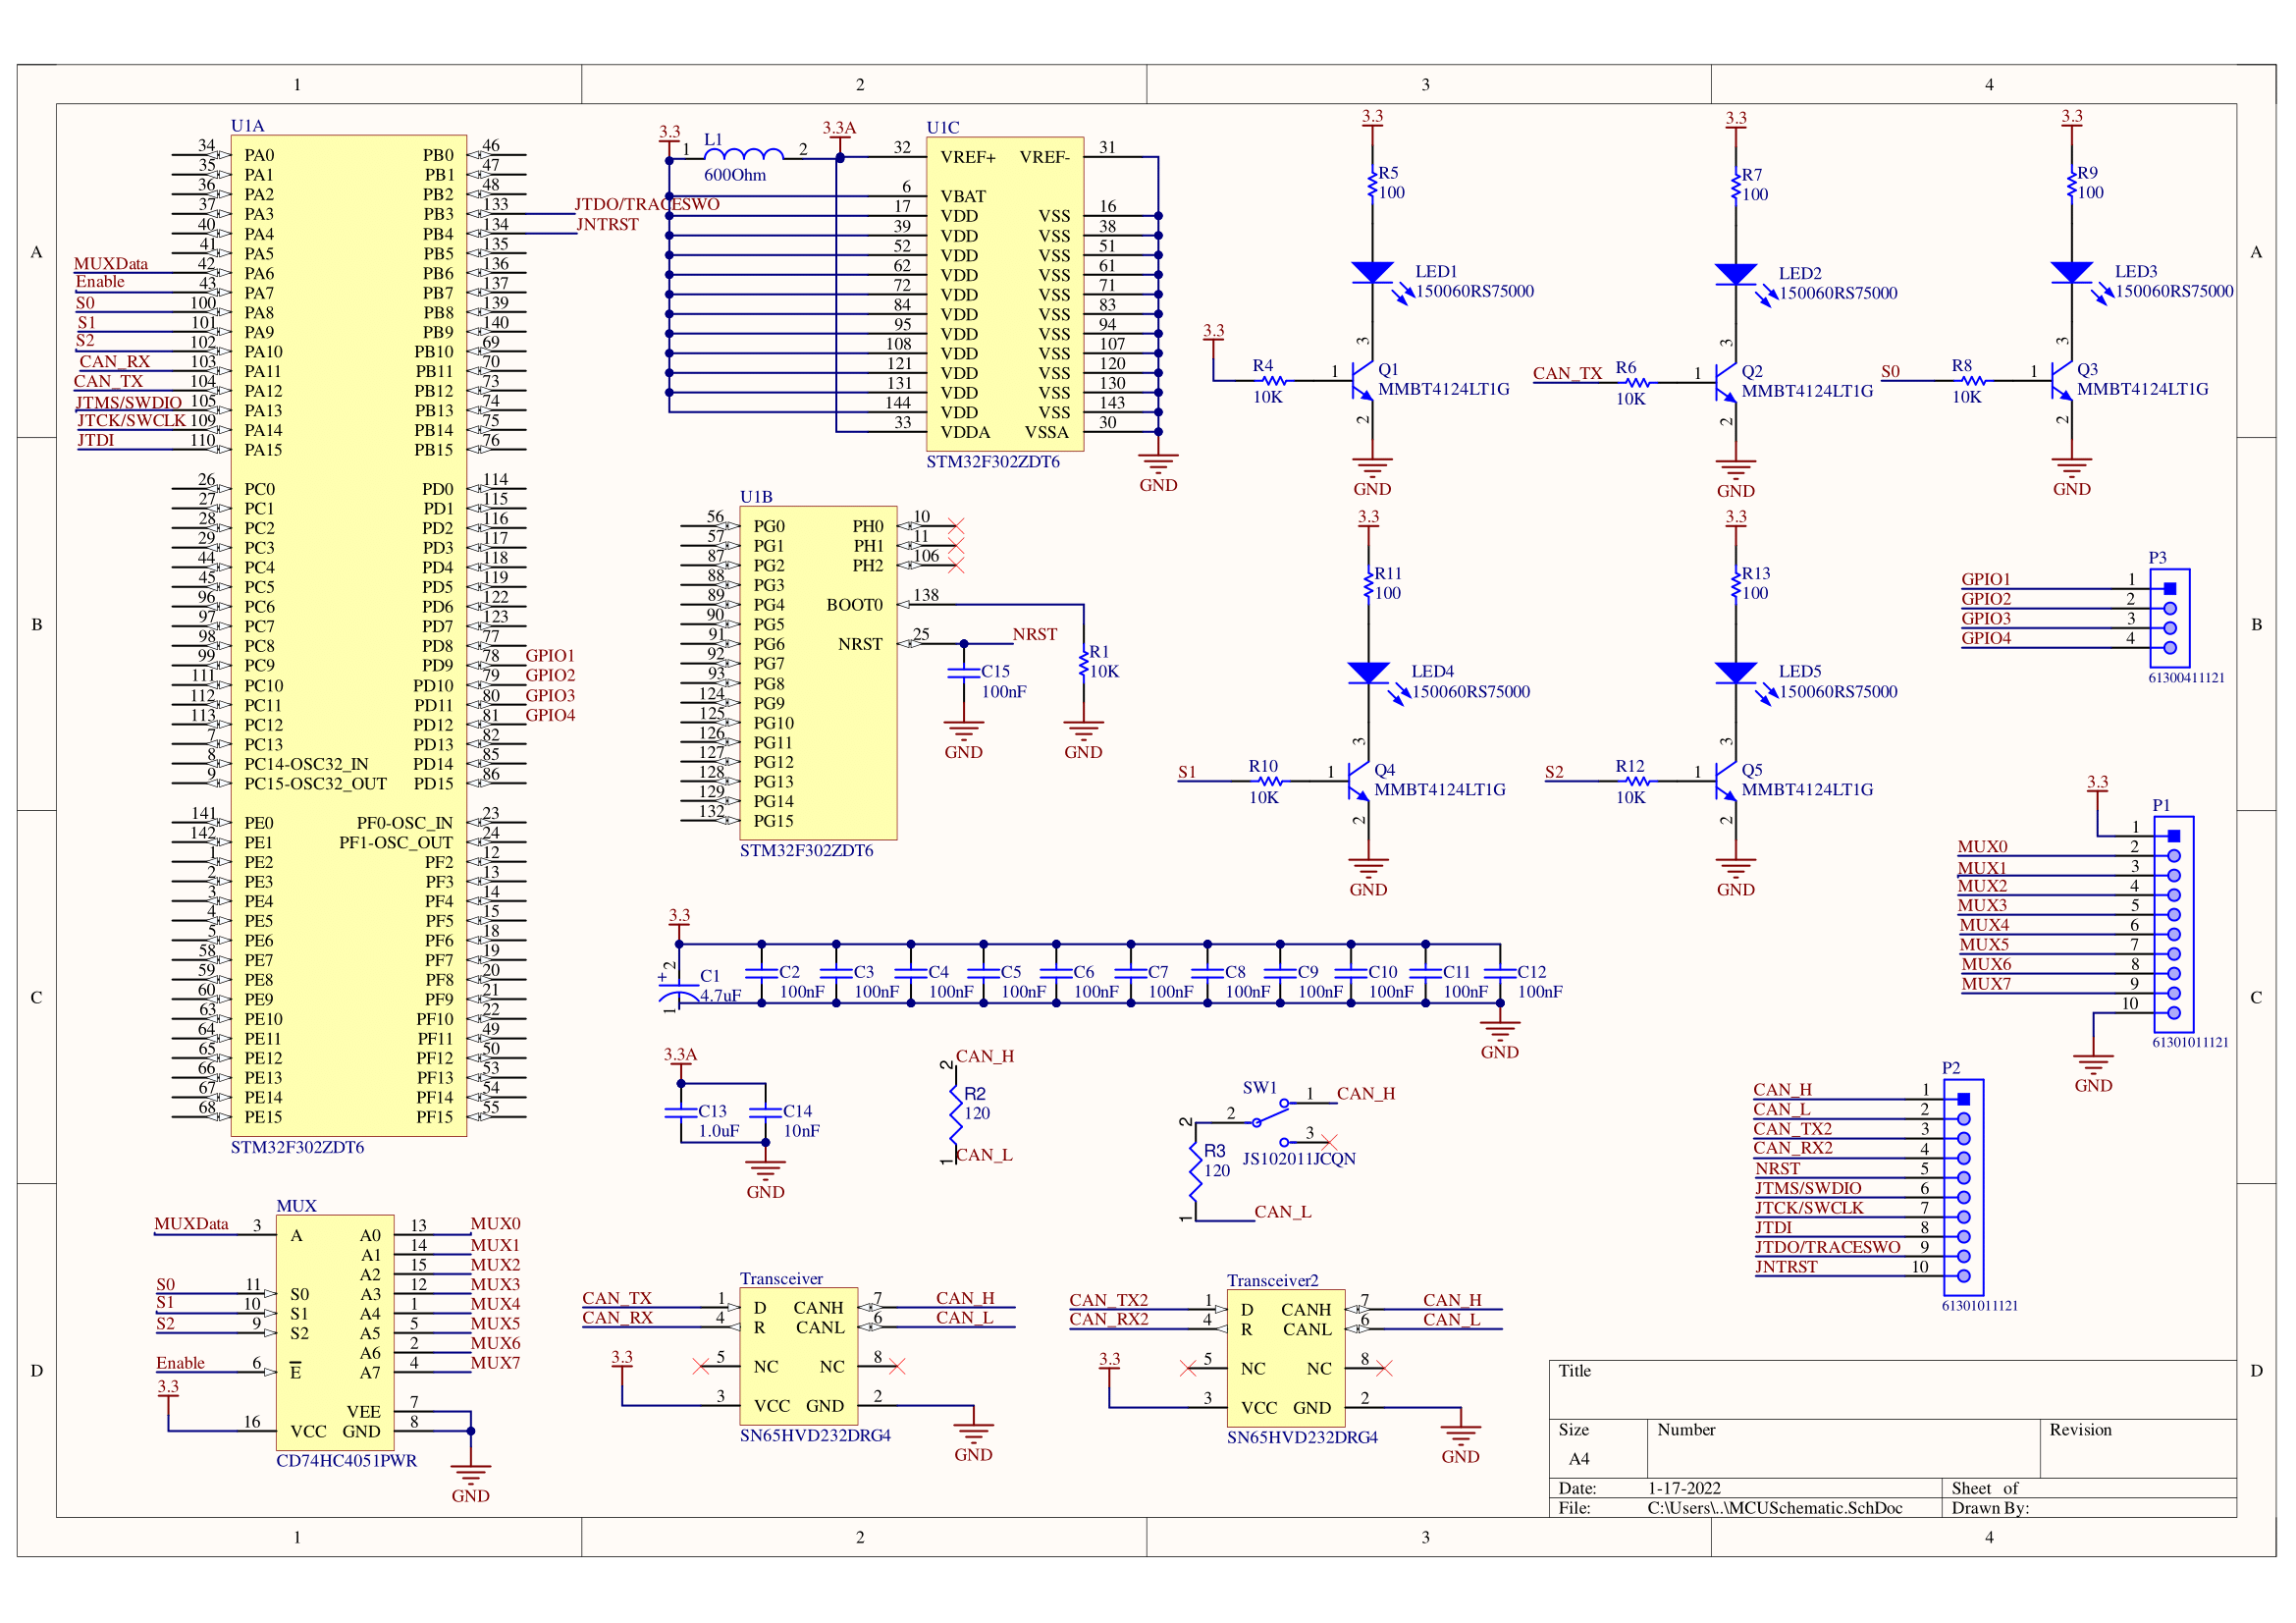 1 2 3 4
A A
B B
C C
D D
U1A
34 PA0 PB0 46
35 PA1 PB1 47
36 PA2 PB2 48
37 PA3 PB3 133 JTDO/TRACESWO
40 PA4 PB4 134 JNTRST
41 PA5 PB5 135
MUXData 42 PA6 PB6 136
Enable 43 PA7 PB7 137
S0 100 PA8 PB8 139
S1 101 PA9 PB9 140
S2 102 PA10 PB10 69
CAN_RX 103 PA11 PB11 70
CAN_TX 104 PA12 PB12 73
JTMS/SWDIO 105 PA13 PB13 74
JTCK/SWCLK 109 PA14 PB14 75
JTDI 110 PA15 PB15 76
26 PC0 PD0 114
27 PC1 PD1 115
28 PC2 PD2 116
29 PC3 PD3 117
44 PC4 PD4 118
45 PC5 PD5 119
96 PC6 PD6 122
97 PC7 PD7 123
98 PC8 PD8 77
99 PC9 PD9 78 GPIO1
111 PC10 PD10 79 GPIO2
112 PC11 PD11 80 GPIO3
113 PC12 PD12 81 GPIO4
7 PC13 PD13 82
8 PC14-OSC32_IN PD14 85
9 PC15-OSC32_OUT PD15 86
141 PE0 PF0-OSC_IN 23
142 PE1 PF1-OSC_OUT 24
1 PE2 PF2 12
2 PE3 PF3 13
3 PE4 PF4 14
4 PE5 PF5 15
5 PE6 PF6 18
58 PE7 PF7 19
59 PE8 PF8 20
60 PE9 PF9 21
63 PE10 PF10 22
64 PE11 PF11 49
65 PE12 PF12 50
66 PE13 PF13 53
67 PE14 PF14 54
68 PE15 PF15 55
STM32F302ZDT6
3.3 1 L1 2 3.3A
600Ohm
U1C
32 VREF+ VREF- 31
6 VBAT
17 VDD VSS 16
39 VDD VSS 38
52 VDD VSS 51
62 VDD VSS 61
72 VDD VSS 71
84 VDD VSS 83
95 VDD VSS 94
108 VDD VSS 107
121 VDD VSS 120
131 VDD VSS 130
144 VDD VSS 143
33 VDDA VSSA 30
STM32F302ZDT6
GND
U1B
56 PG0 PH0 10
57 PG1 PH1 11
87 PG2 PH2 106
88 PG3
89 PG4 BOOT0 138
90 PG5
91 PG6 NRST 25 NRST
92 PG7
93 PG8
124 PG9
125 PG10
126 PG11
127 PG12
128 PG13
129 PG14
132 PG15
STM32F302ZDT6
C15
100nF
GND
R1
10K
GND
3.3
R5
100
LED1
150060RS75000
3.3
R4
10K
1 3 2
Q1
MMBT4124LT1G
GND
3.3
R7
100
LED2
150060RS75000
CAN_TX
R6
10K
1 3 2
Q2
MMBT4124LT1G
GND
3.3
R9
100
LED3
150060RS75000
S0
R8
10K
1 3 2
Q3
MMBT4124LT1G
GND
3.3
R11
100
LED4
150060RS75000
S1
R10
10K
1 3 2
Q4
MMBT4124LT1G
GND
3.3
R13
100
LED5
150060RS75000
S2
R12
10K
1 3 2
Q5
MMBT4124LT1G
GND
P3
GPIO1 1
GPIO2 2
GPIO3 3
GPIO4 4
61300411121
3.3
P1
1
MUX0 2
MUX1 3
MUX2 4
MUX3 5
MUX4 6
MUX5 7
MUX6 8
MUX7 9
10
61301011121
GND
3.3
+ 2 1
C1 C2 C3 C4 C5 C6 C7 C8 C9 C10 C11 C12
4.7uF 100nF 100nF 100nF 100nF 100nF 100nF 100nF 100nF 100nF 100nF 100nF
GND
3.3A
C13 C14
1.0uF 10nF
GND
2 CAN_H
R2
120
1 CAN_L
SW1
1 CAN_H
2
3
JS102011JCQN
2
R3
120
1 CAN_L
P2
CAN_H 1
CAN_L 2
CAN_TX2 3
CAN_RX2 4
NRST 5
JTMS/SWDIO 6
JTCK/SWCLK 7
JTDI 8
JTDO/TRACESWO 9
JNTRST 10
61301011121
MUX
MUXData 3 A A0 13 MUX0
A1 14 MUX1
A2 15 MUX2
S0 11 S0 A3 12 MUX3
S1 10 S1 A4 1 MUX4
S2 9 S2 A5 5 MUX5
A6 2 MUX6
Enable 6 E A7 4 MUX7
3.3
VEE 7
16 VCC GND 8
CD74HC4051PWR
GND
Transceiver
CAN_TX 1 D CANH 7 CAN_H
CAN_RX 4 R CANL 6 CAN_L
3.3
5 NC NC 8
3 VCC GND 2
SN65HVD232DRG4
GND
Transceiver2
CAN_TX2 1 D CANH 7 CAN_H
CAN_RX2 4 R CANL 6 CAN_L
3.3
5 NC NC 8
3 VCC GND 2
SN65HVD232DRG4
GND
Title
Size Number Revision
A4
Date: 1-17-2022 Sheet of
File: C:\Users\..\MCUSchematic.SchDoc Drawn By:
1 2 3 4